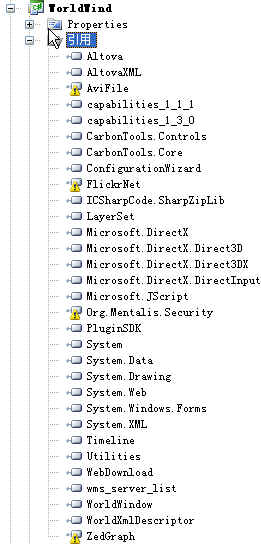 WorldWind
Properties
引用
Altova
AltovaXML
AviFile
capabilities_1_1_1
capabilities_1_3_0
CarbonTools.Controls
CarbonTools.Core
ConfigurationWizard
FlickrNet
ICSharpCode.SharpZipLib
LayerSet
Microsoft.DirectX
Microsoft.DirectX.Direct3D
Microsoft.DirectX.Direct3DX
Microsoft.DirectX.DirectInput
Microsoft.JScript
Org.Mentalis.Security
PluginSDK
System
System.Data
System.Drawing
System.Web
System.Windows.Forms
System.XML
Timeline
Utilities
WebDownload
wms_server_list
WorldWindow
WorldXmlDescriptor
ZedGraph